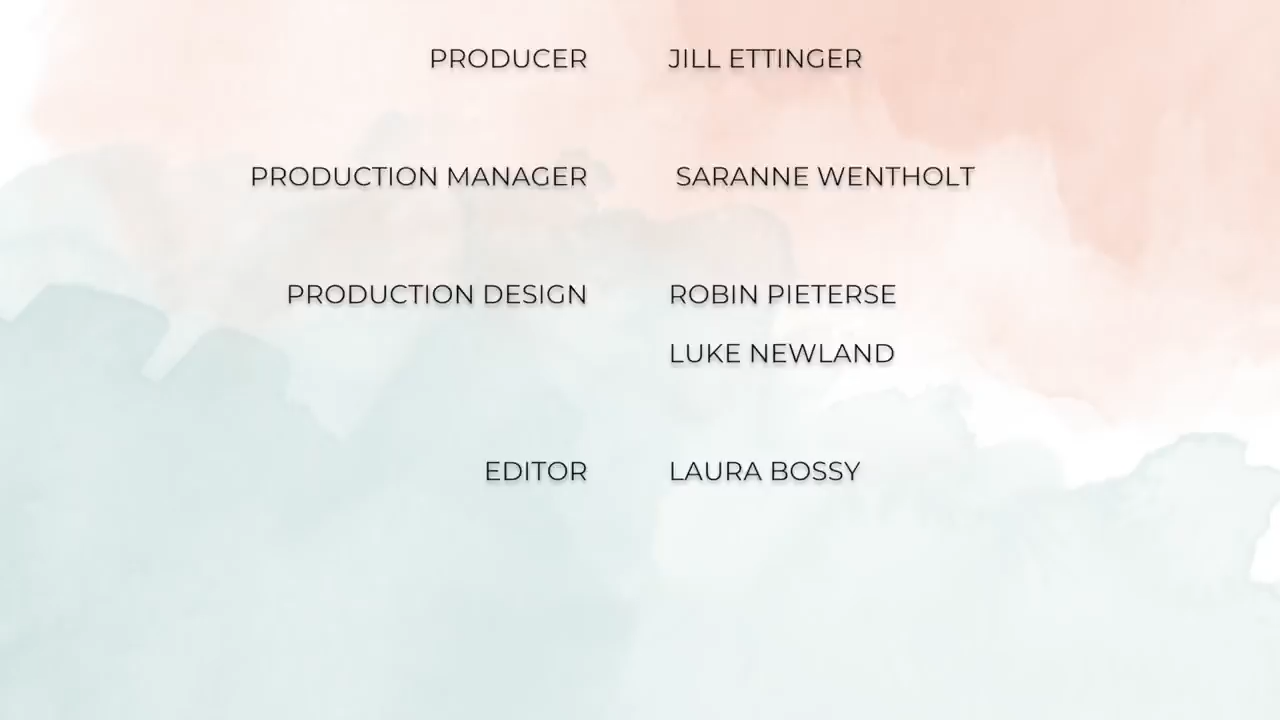 PRODUCER JILL ETTINGER
PRODUCTION MANAGER SARANNE WENTHOLT
PRODUCTION DESIGN ROBIN PIETERSE
LUKE NEWLAND
EDITOR LAURA BOSSY